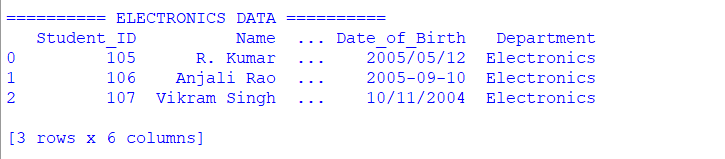 ========== ELECTRONICS DATA ==========
   Student_ID          Name  ... Date_of_Birth   Department
0         105      R. Kumar  ...    2005/05/12  Electronics
1         106    Anjali Rao  ...    2005-09-10  Electronics
2         107  Vikram Singh  ...    10/11/2004  Electronics
[3 rows x 6 columns]